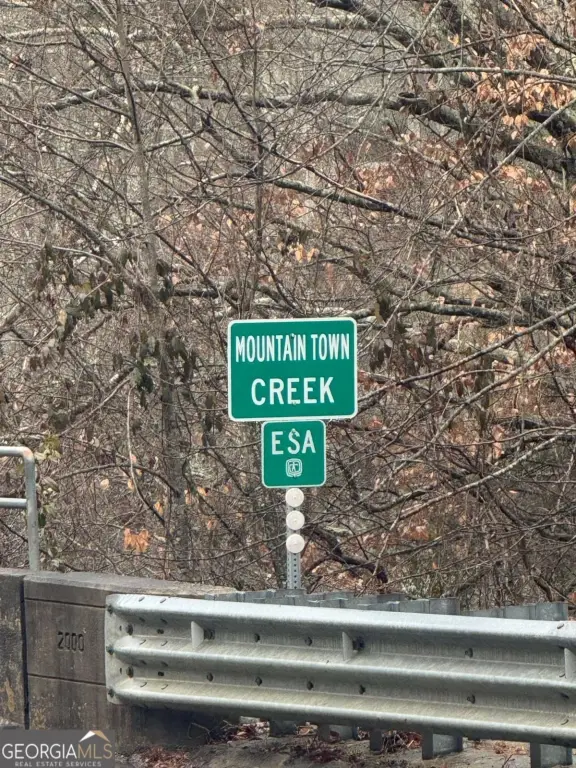 MOUNTAIN TOWN
CREEK
ESA
2000
GEORGIAMLS
REAL ESTATE SERVICES